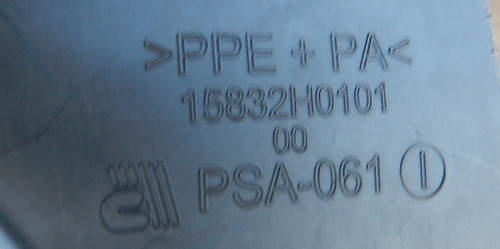 >PPE + PA<
15832H0101
00
PSA-061 I